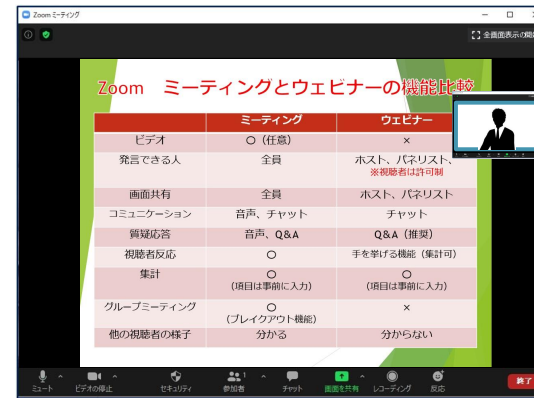 Zoom ミーティング
全画面表示の開始
Zoom ミーティングとウェビナーの機能比較
ミーティング ウェビナー
ビデオ 〇（任意） ×
発言できる人 全員 ホスト、パネリスト、
※視聴者は許可制
画面共有 全員 ホスト、パネリスト
コミュニケーション 音声、チャット チャット
質疑応答 音声、Q&A Q&A（推奨）
視聴者反応 〇 手を挙げる機能（集計可）
集計 〇 〇
（項目は事前に入力） （項目は事前に入力）
グループミーティング 〇 ×
（ブレイクアウト機能）
他の視聴者の様子 分かる 分からない
ミュート ビデオの停止 セキュリティ 参加者 1 チャット 画面を共有 レコーディング 反応 終了